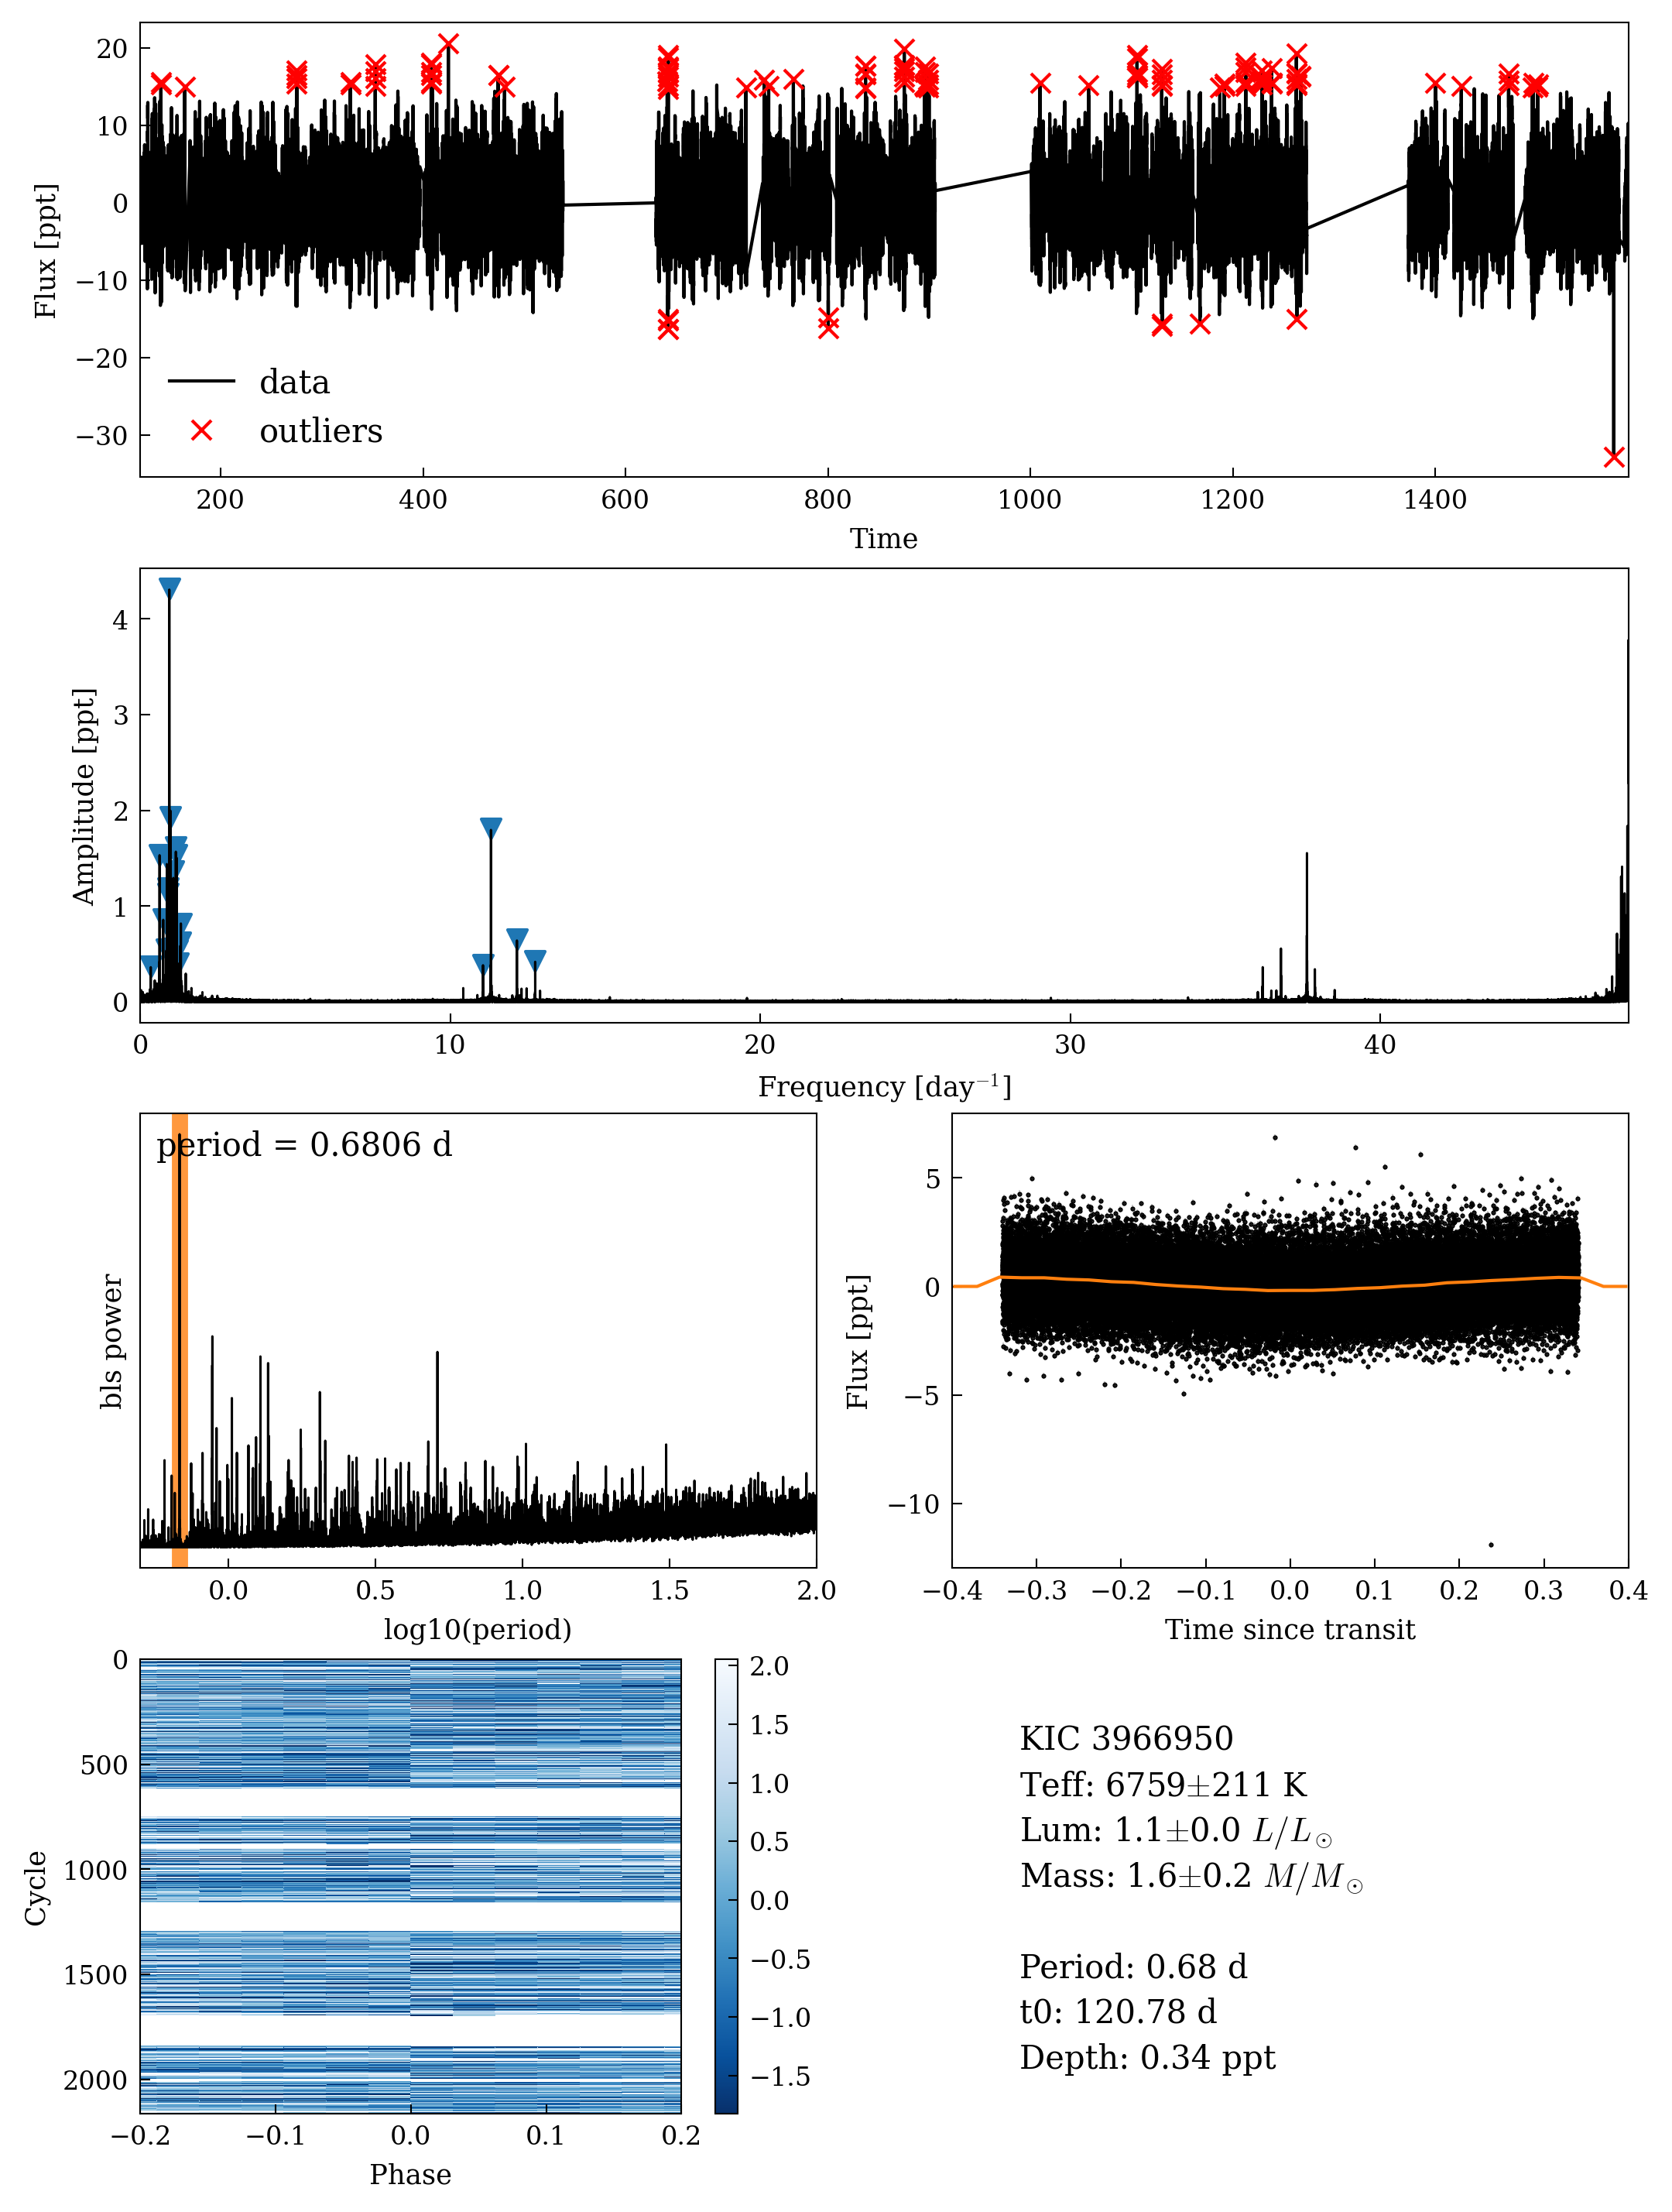 20
10
0
−10
−20
−30
Flux [ppt]
data
outliers
200 400 600 800 1000 1200 1400
Time
4
3
2
1
0
Amplitude [ppt]
0 10 20 30 40
Frequency [day⁻¹]
period = 0.6806 d
bls power
0.0 0.5 1.0 1.5 2.0
log10(period)
5
0
−5
−10
Flux [ppt]
−0.4 −0.3 −0.2 −0.1 0.0 0.1 0.2 0.3 0.4
Time since transit
0
500
1000
1500
2000
Cycle
−0.2 −0.1 0.0 0.1 0.2
Phase
2.0
1.5
1.0
0.5
0.0
−0.5
−1.0
−1.5
KIC 3966950
Teff: 6759±211 K
Lum: 1.1±0.0 L/L⊙
Mass: 1.6±0.2 M/M⊙
Period: 0.68 d
t0: 120.78 d
Depth: 0.34 ppt